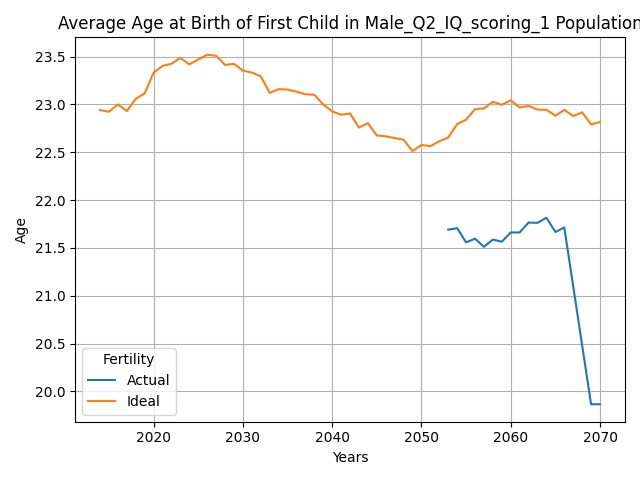 Average Age at Birth of First Child in Male_Q2_IQ_scoring_1 Population
23.5
23.0
22.5
22.0
21.5
21.0
20.5
20.0
Age
Fertility
Actual
Ideal
2020 2030 2040 2050 2060 2070
Years